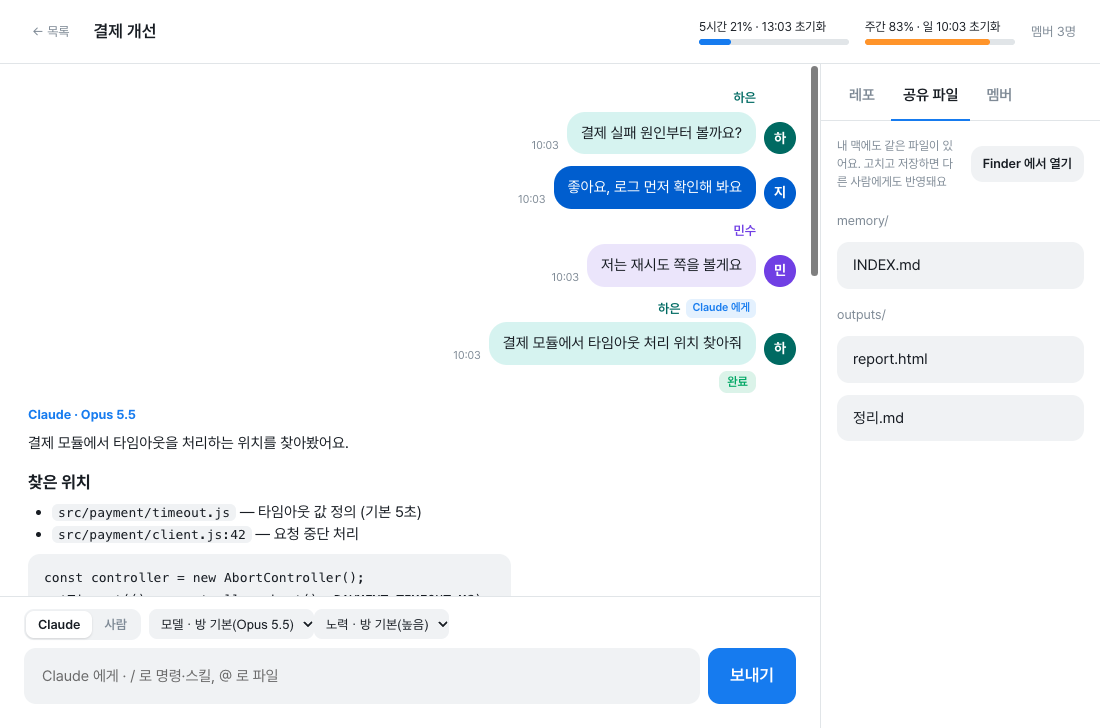 ← 목록
결제 개선
5시간 21% · 13:03 초기화
주간 83% · 일 10:03 초기화
멤버 3명
하은
결제 실패 원인부터 볼까요?
10:03
하
좋아요, 로그 먼저 확인해 봐요
10:03
지
민수
저는 재시도 쪽을 볼게요
10:03
민
하은 Claude 에게
결제 모듈에서 타임아웃 처리 위치 찾아줘
10:03
하
완료
Claude · Opus 5.5
결제 모듈에서 타임아웃을 처리하는 위치를 찾아봤어요.
찾은 위치
• src/payment/timeout.js — 타임아웃 값 정의 (기본 5초)
• src/payment/client.js:42 — 요청 중단 처리
const controller = new AbortController();
Claude 사람 모델 · 방 기본(Opus 5.5) 노력 · 방 기본(높음)
Claude 에게 · / 로 명령·스킬, @ 로 파일
보내기
레포 공유 파일 멤버
내 맥에도 같은 파일이 있
어요. 고치고 저장하면 다
른 사람에게도 반영돼요
Finder 에서 열기
memory/
INDEX.md
outputs/
report.html
정리.md